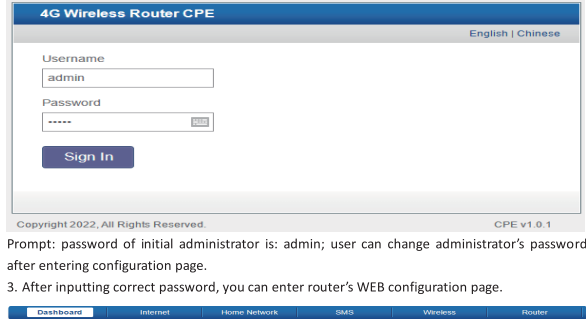 4G Wireless Router CPE
English | Chinese
Username
admin
Password
-----
Sign In
Copyright 2022, All Rights Reserved.
CPE v1.0.1
Prompt: password of initial administrator is: admin; user can change administrator’s password
after entering configuration page.
3. After inputting correct password, you can enter router’s WEB configuration page.
Dashboard Internet Home Network SMS Wireless Router